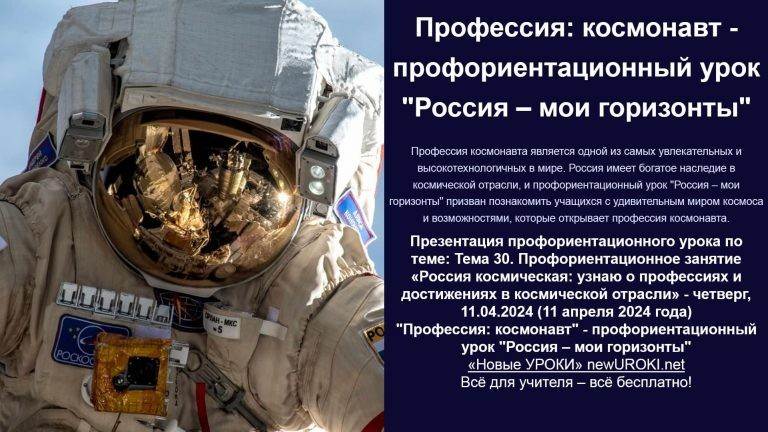 Профессия: космонавт -
профориентационный урок
"Россия – мои горизонты"
Профессия космонавта является одной из самых увлекательных и
высокотехнологичных в мире. Россия имеет богатое наследие в
космической отрасли, и профориентационный урок "Россия – мои
горизонты" призван познакомить учащихся с удивительным миром космоса
и возможностями, которые открывает профессия космонавта.
Презентация профориентационного урока по
теме: Тема 30. Профориентационное занятие
«Россия космическая: узнаю о профессиях и
достижениях в космической отрасли» - четверг,
11.04.2024 (11 апреля 2024 года)
"Профессия: космонавт" - профориентационный
урок "Россия – мои горизонты"
«Новые УРОКИ» newUROKI.net
Всё для учителя – всё бесплатно!
ОРЛАН - МКС
№ 5
РОСКОС